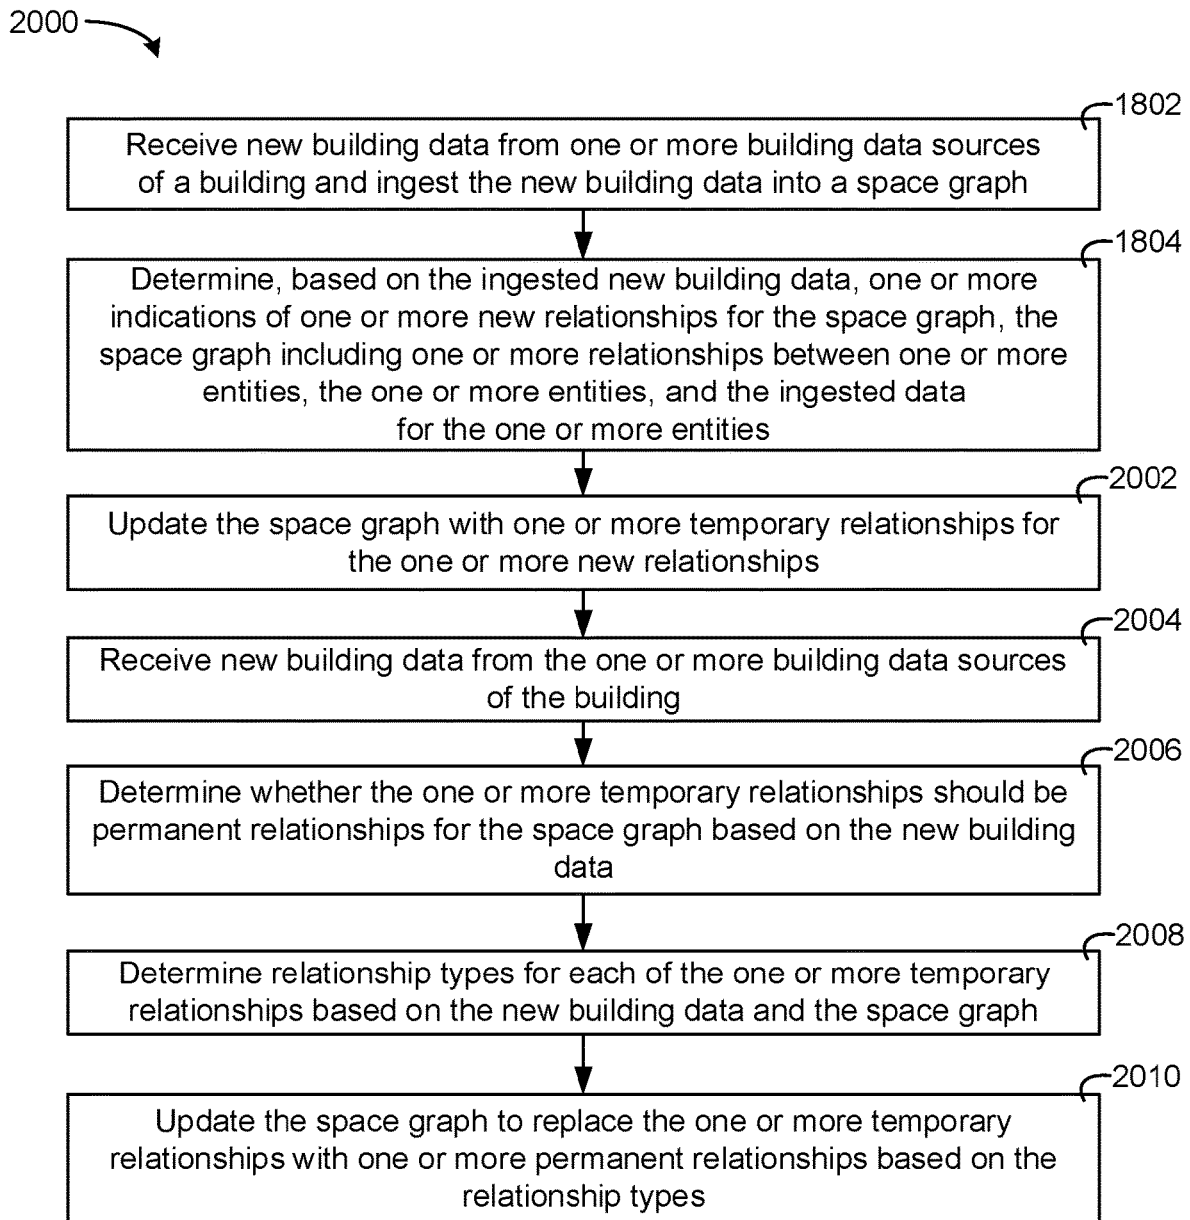 2000
1802
Receive new building data from one or more building data sources
of a building and ingest the new building data into a space graph
1804
Determine, based on the ingested new building data, one or more
indications of one or more new relationships for the space graph, the
space graph including one or more relationships between one or more
entities, the one or more entities, and the ingested data
for the one or more entities
2002
Update the space graph with one or more temporary relationships for
the one or more new relationships
2004
Receive new building data from the one or more building data sources
of the building
2006
Determine whether the one or more temporary relationships should be
permanent relationships for the space graph based on the new building
data
2008
Determine relationship types for each of the one or more temporary
relationships based on the new building data and the space graph
2010
Update the space graph to replace the one or more temporary
relationships with one or more permanent relationships based on the
relationship types